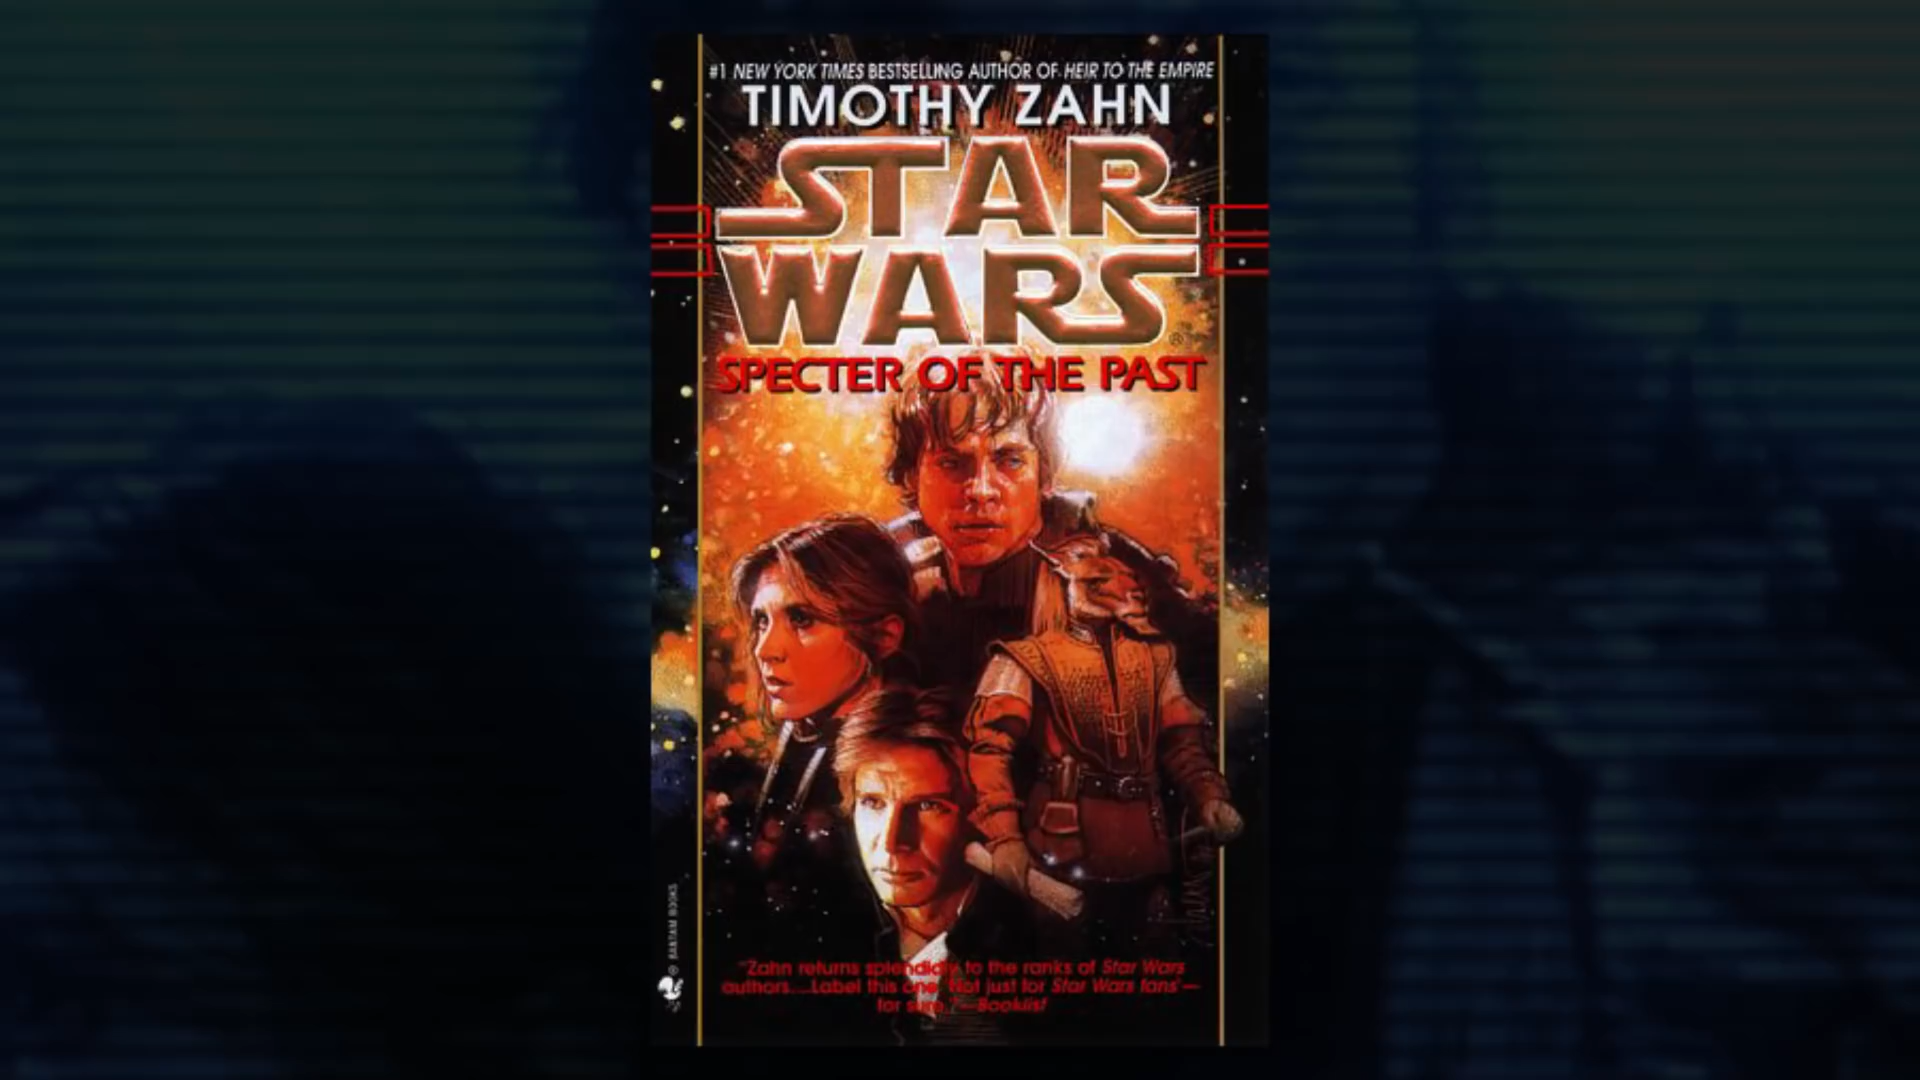 #1 NEW YORK TIMES BESTSELLING AUTHOR OF HEIR TO THE EMPIRE
TIMOTHY ZAHN
STAR
WARS
®
SPECTER OF THE PAST
BANTAM BOOKS
"Zahn returns splendidly to the ranks of Star Wars
authors....Label this one 'Not just for Star Wars fans'—
for sure."—Booklist